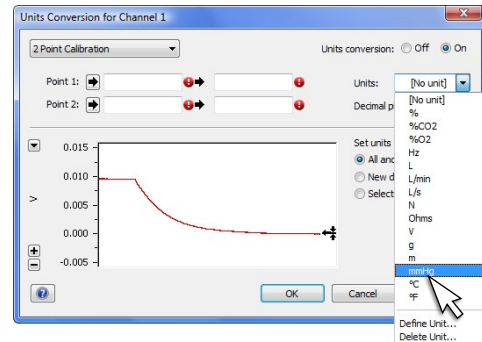 Units Conversion for Channel 1
2 Point Calibration
Units conversion: Off On
Point 1:
Units: [No unit]
Point 2:
Decimal p
[No unit]
%
%CO2
%O2
Hz
L
L/min
L/s
N
Ohms
V
g
m
mmHg
°C
°F
Define Unit...
Delete Unit...
Set units
All and
New d
Select
0.015
0.010
0.005
0.000
-0.005
V
OK
Cancel